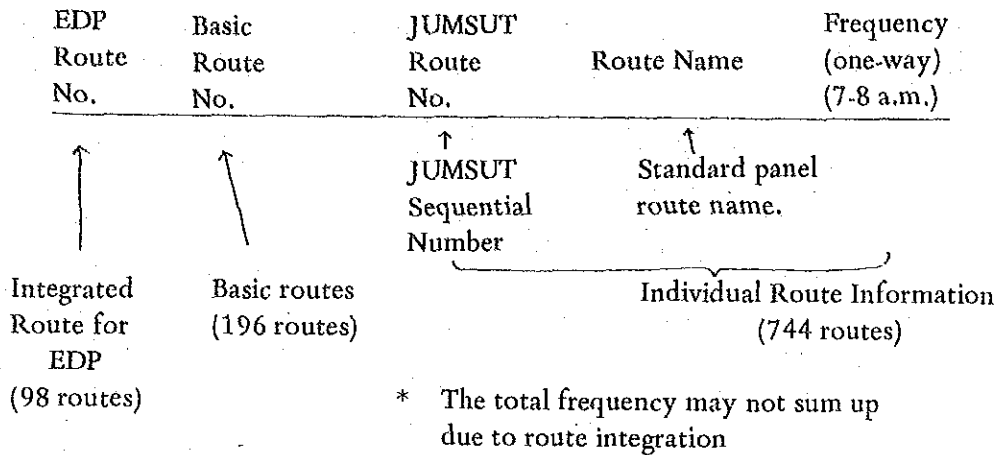 EDP
Route
No.
Basic
Route
No.
JUMSUT
Route
No.
Route Name
Frequency
(one-way)
(7-8 a.m.)
JUMSUT
Sequential
Number
Standard panel
route name.
Integrated
Route for
EDP
(98 routes)
Basic routes
(196 routes)
Individual Route Information
(744 routes)
* The total frequency may not sum up
due to route integration